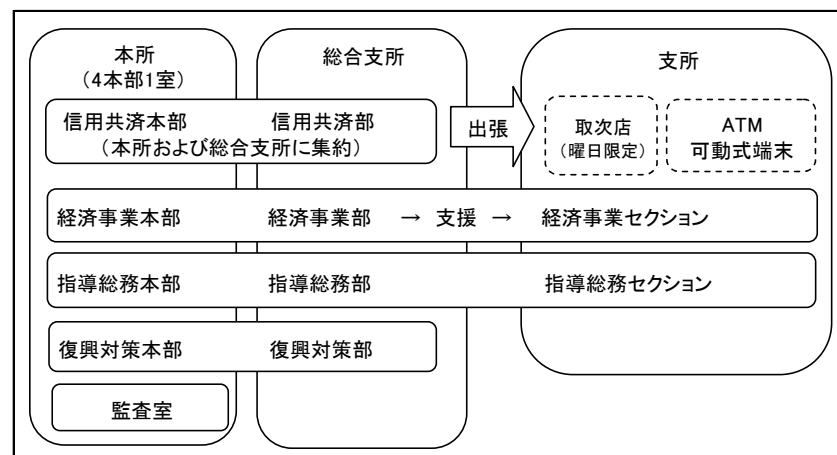 本所
（4本部1室）
総合支所
支所
信用共済本部 信用共済部
（本所および総合支所に集約）
出張
取次店
（曜日限定）
ATM
可動式端末
経済事業本部 経済事業部 → 支援 → 経済事業セクション
指導総務本部 指導総務部 指導総務セクション
復興対策本部 復興対策部
監査室